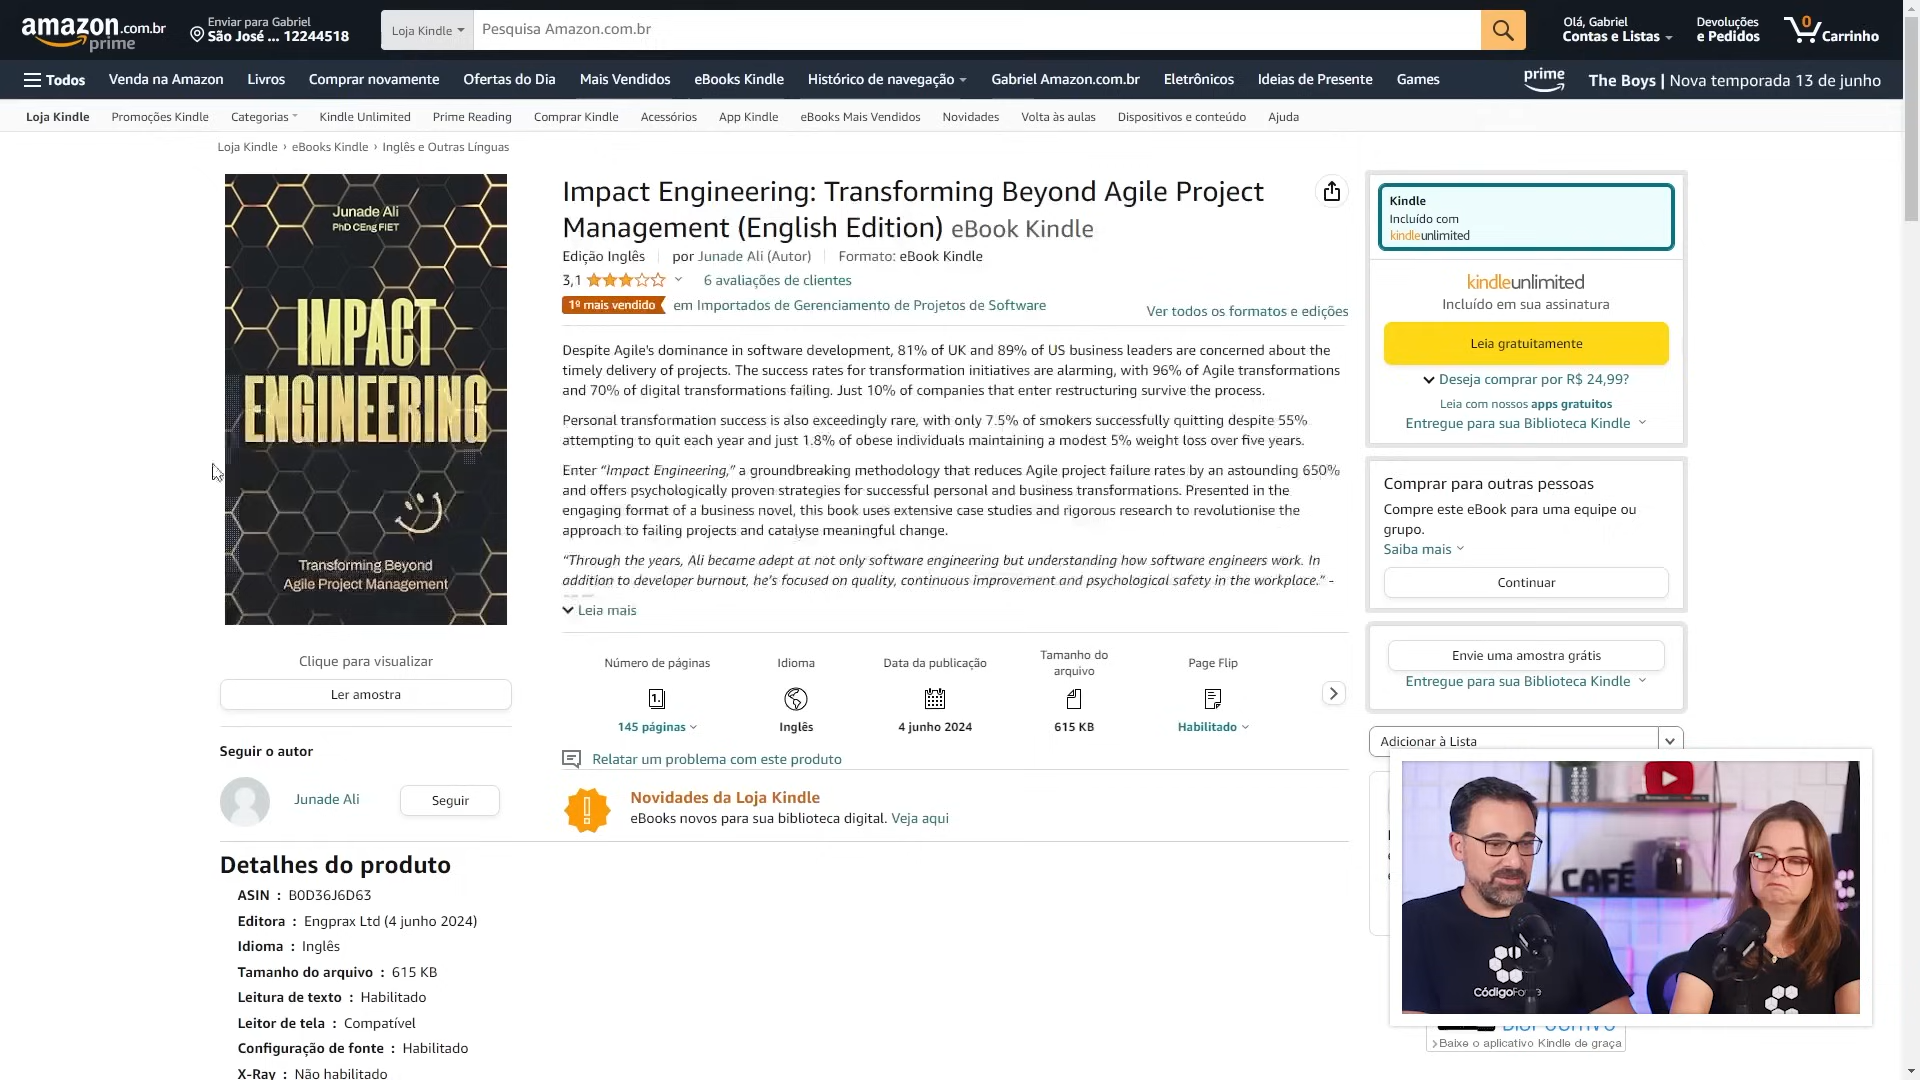 amazon.com.br
prime
Enviar para Gabriel
São José ... 12244518
Loja Kindle
Pesquisa Amazon.com.br
Olá, Gabriel
Contas e Listas
Devoluções
e Pedidos
0
Carrinho
Todos
Venda na Amazon
Livros
Comprar novamente
Ofertas do Dia
Mais Vendidos
eBooks Kindle
Histórico de navegação
Gabriel Amazon.com.br
Eletrônicos
Ideias de Presente
Games
prime
The Boys | Nova temporada 13 de junho
Loja Kindle
Promoções Kindle
Categorias
Kindle Unlimited
Prime Reading
Comprar Kindle
Acessórios
App Kindle
eBooks Mais Vendidos
Novidades
Volta às aulas
Dispositivos e conteúdo
Ajuda
Loja Kindle › eBooks Kindle › Inglês e Outras Línguas
Junade Ali
PhD CEng FIET
IMPACT
ENGINEERING
Transforming Beyond
Agile Project Management
Clique para visualizar
Ler amostra
Seguir o autor
Junade Ali
Seguir
Impact Engineering: Transforming Beyond Agile Project
Management (English Edition) eBook Kindle
Edição Inglês | por Junade Ali (Autor) | Formato: eBook Kindle
3,1
6 avaliações de clientes
1º mais vendido em Importados de Gerenciamento de Projetos de Software
Ver todos os formatos e edições
Despite Agile's dominance in software development, 81% of UK and 89% of US business leaders are concerned about the
timely delivery of projects. The success rates for transformation initiatives are alarming, with 96% of Agile transformations
and 70% of digital transformations failing. Just 10% of companies that enter restructuring survive the process.
Personal transformation success is also exceedingly rare, with only 7.5% of smokers successfully quitting despite 55%
attempting to quit each year and just 1.8% of obese individuals maintaining a modest 5% weight loss over five years.
Enter “Impact Engineering,” a groundbreaking methodology that reduces Agile project failure rates by an astounding 650%
and offers psychologically proven strategies for successful personal and business transformations. Presented in the
engaging format of a business novel, this book uses extensive case studies and rigorous research to revolutionise the
approach to failing projects and catalyse meaningful change.
“Through the years, Ali became adept at not only software engineering but understanding how software engineers work. In
addition to developer burnout, he's focused on quality, continuous improvement and psychological safety in the workplace.” -
Leia mais
Número de páginas
145 páginas
Idioma
Inglês
Data da publicação
4 junho 2024
Tamanho do
arquivo
615 KB
Page Flip
Habilitado
Relatar um problema com este produto
Novidades da Loja Kindle
eBooks novos para sua biblioteca digital. Veja aqui
Kindle
Incluído com
kindleunlimited
kindleunlimited
Incluído em sua assinatura
Leia gratuitamente
Deseja comprar por R$ 24,99?
Leia com nossos apps gratuitos
Entregue para sua Biblioteca Kindle
Comprar para outras pessoas
Compre este eBook para uma equipe ou
grupo.
Saiba mais
Continuar
Envie uma amostra grátis
Entregue para sua Biblioteca Kindle
Adicionar à Lista
CAFÉ
Baixe o aplicativo Kindle de graça
Detalhes do produto
ASIN : B0D36J6D63
Editora : Engprax Ltd (4 junho 2024)
Idioma : Inglês
Tamanho do arquivo : 615 KB
Leitura de texto : Habilitado
Leitor de tela : Compatível
Configuração de fonte : Habilitado
X-Ray : Não habilitado